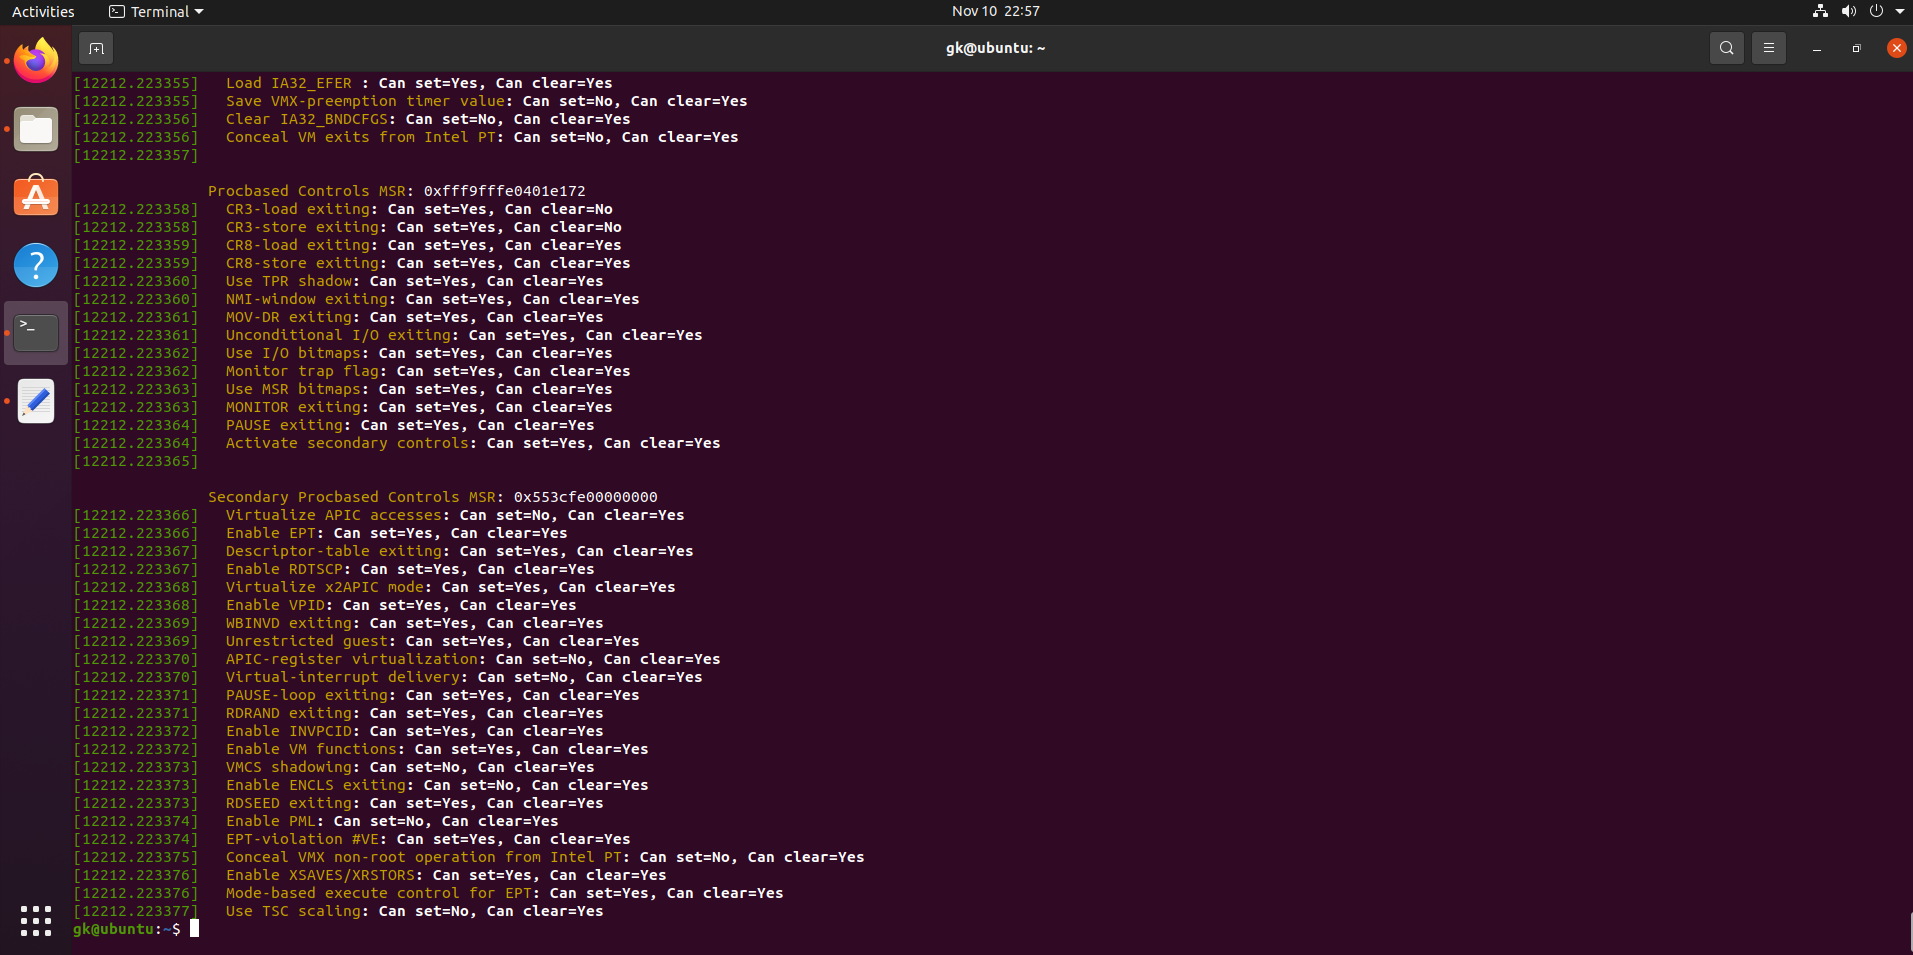 Activities Terminal Nov 10 22:57
gk@ubuntu: ~
[12212.223355] Load IA32_EFER : Can set=Yes, Can clear=Yes
[12212.223355] Save VMX-preemption timer value: Can set=No, Can clear=Yes
[12212.223356] Clear IA32_BNDCFGS: Can set=No, Can clear=Yes
[12212.223356] Conceal VM exits from Intel PT: Can set=No, Can clear=Yes
[12212.223357]
Procbased Controls MSR: 0xfff9fffe0401e172
[12212.223358] CR3-load exiting: Can set=Yes, Can clear=No
[12212.223358] CR3-store exiting: Can set=Yes, Can clear=No
[12212.223359] CR8-load exiting: Can set=Yes, Can clear=Yes
[12212.223359] CR8-store exiting: Can set=Yes, Can clear=Yes
[12212.223360] Use TPR shadow: Can set=Yes, Can clear=Yes
[12212.223360] NMI-window exiting: Can set=Yes, Can clear=Yes
[12212.223361] MOV-DR exiting: Can set=Yes, Can clear=Yes
[12212.223361] Unconditional I/O exiting: Can set=Yes, Can clear=Yes
[12212.223362] Use I/O bitmaps: Can set=Yes, Can clear=Yes
[12212.223362] Monitor trap flag: Can set=Yes, Can clear=Yes
[12212.223363] Use MSR bitmaps: Can set=Yes, Can clear=Yes
[12212.223363] MONITOR exiting: Can set=Yes, Can clear=Yes
[12212.223364] PAUSE exiting: Can set=Yes, Can clear=Yes
[12212.223364] Activate secondary controls: Can set=Yes, Can clear=Yes
[12212.223365]
Secondary Procbased Controls MSR: 0x553cfe00000000
[12212.223366] Virtualize APIC accesses: Can set=No, Can clear=Yes
[12212.223366] Enable EPT: Can set=Yes, Can clear=Yes
[12212.223367] Descriptor-table exiting: Can set=Yes, Can clear=Yes
[12212.223367] Enable RDTSCP: Can set=Yes, Can clear=Yes
[12212.223368] Virtualize x2APIC mode: Can set=Yes, Can clear=Yes
[12212.223368] Enable VPID: Can set=Yes, Can clear=Yes
[12212.223369] WBINVD exiting: Can set=Yes, Can clear=Yes
[12212.223369] Unrestricted guest: Can set=Yes, Can clear=Yes
[12212.223370] APIC-register virtualization: Can set=No, Can clear=Yes
[12212.223370] Virtual-interrupt delivery: Can set=No, Can clear=Yes
[12212.223371] PAUSE-loop exiting: Can set=Yes, Can clear=Yes
[12212.223371] RDRAND exiting: Can set=Yes, Can clear=Yes
[12212.223372] Enable INVPCID: Can set=Yes, Can clear=Yes
[12212.223372] Enable VM functions: Can set=Yes, Can clear=Yes
[12212.223373] VMCS shadowing: Can set=No, Can clear=Yes
[12212.223373] Enable ENCLS exiting: Can set=No, Can clear=Yes
[12212.223373] RDSEED exiting: Can set=Yes, Can clear=Yes
[12212.223374] Enable PML: Can set=No, Can clear=Yes
[12212.223374] EPT-violation #VE: Can set=Yes, Can clear=Yes
[12212.223375] Conceal VMX non-root operation from Intel PT: Can set=No, Can clear=Yes
[12212.223376] Enable XSAVES/XRSTORS: Can set=Yes, Can clear=Yes
[12212.223376] Mode-based execute control for EPT: Can set=Yes, Can clear=Yes
[12212.223377] Use TSC scaling: Can set=No, Can clear=Yes
gk@ubuntu:~$